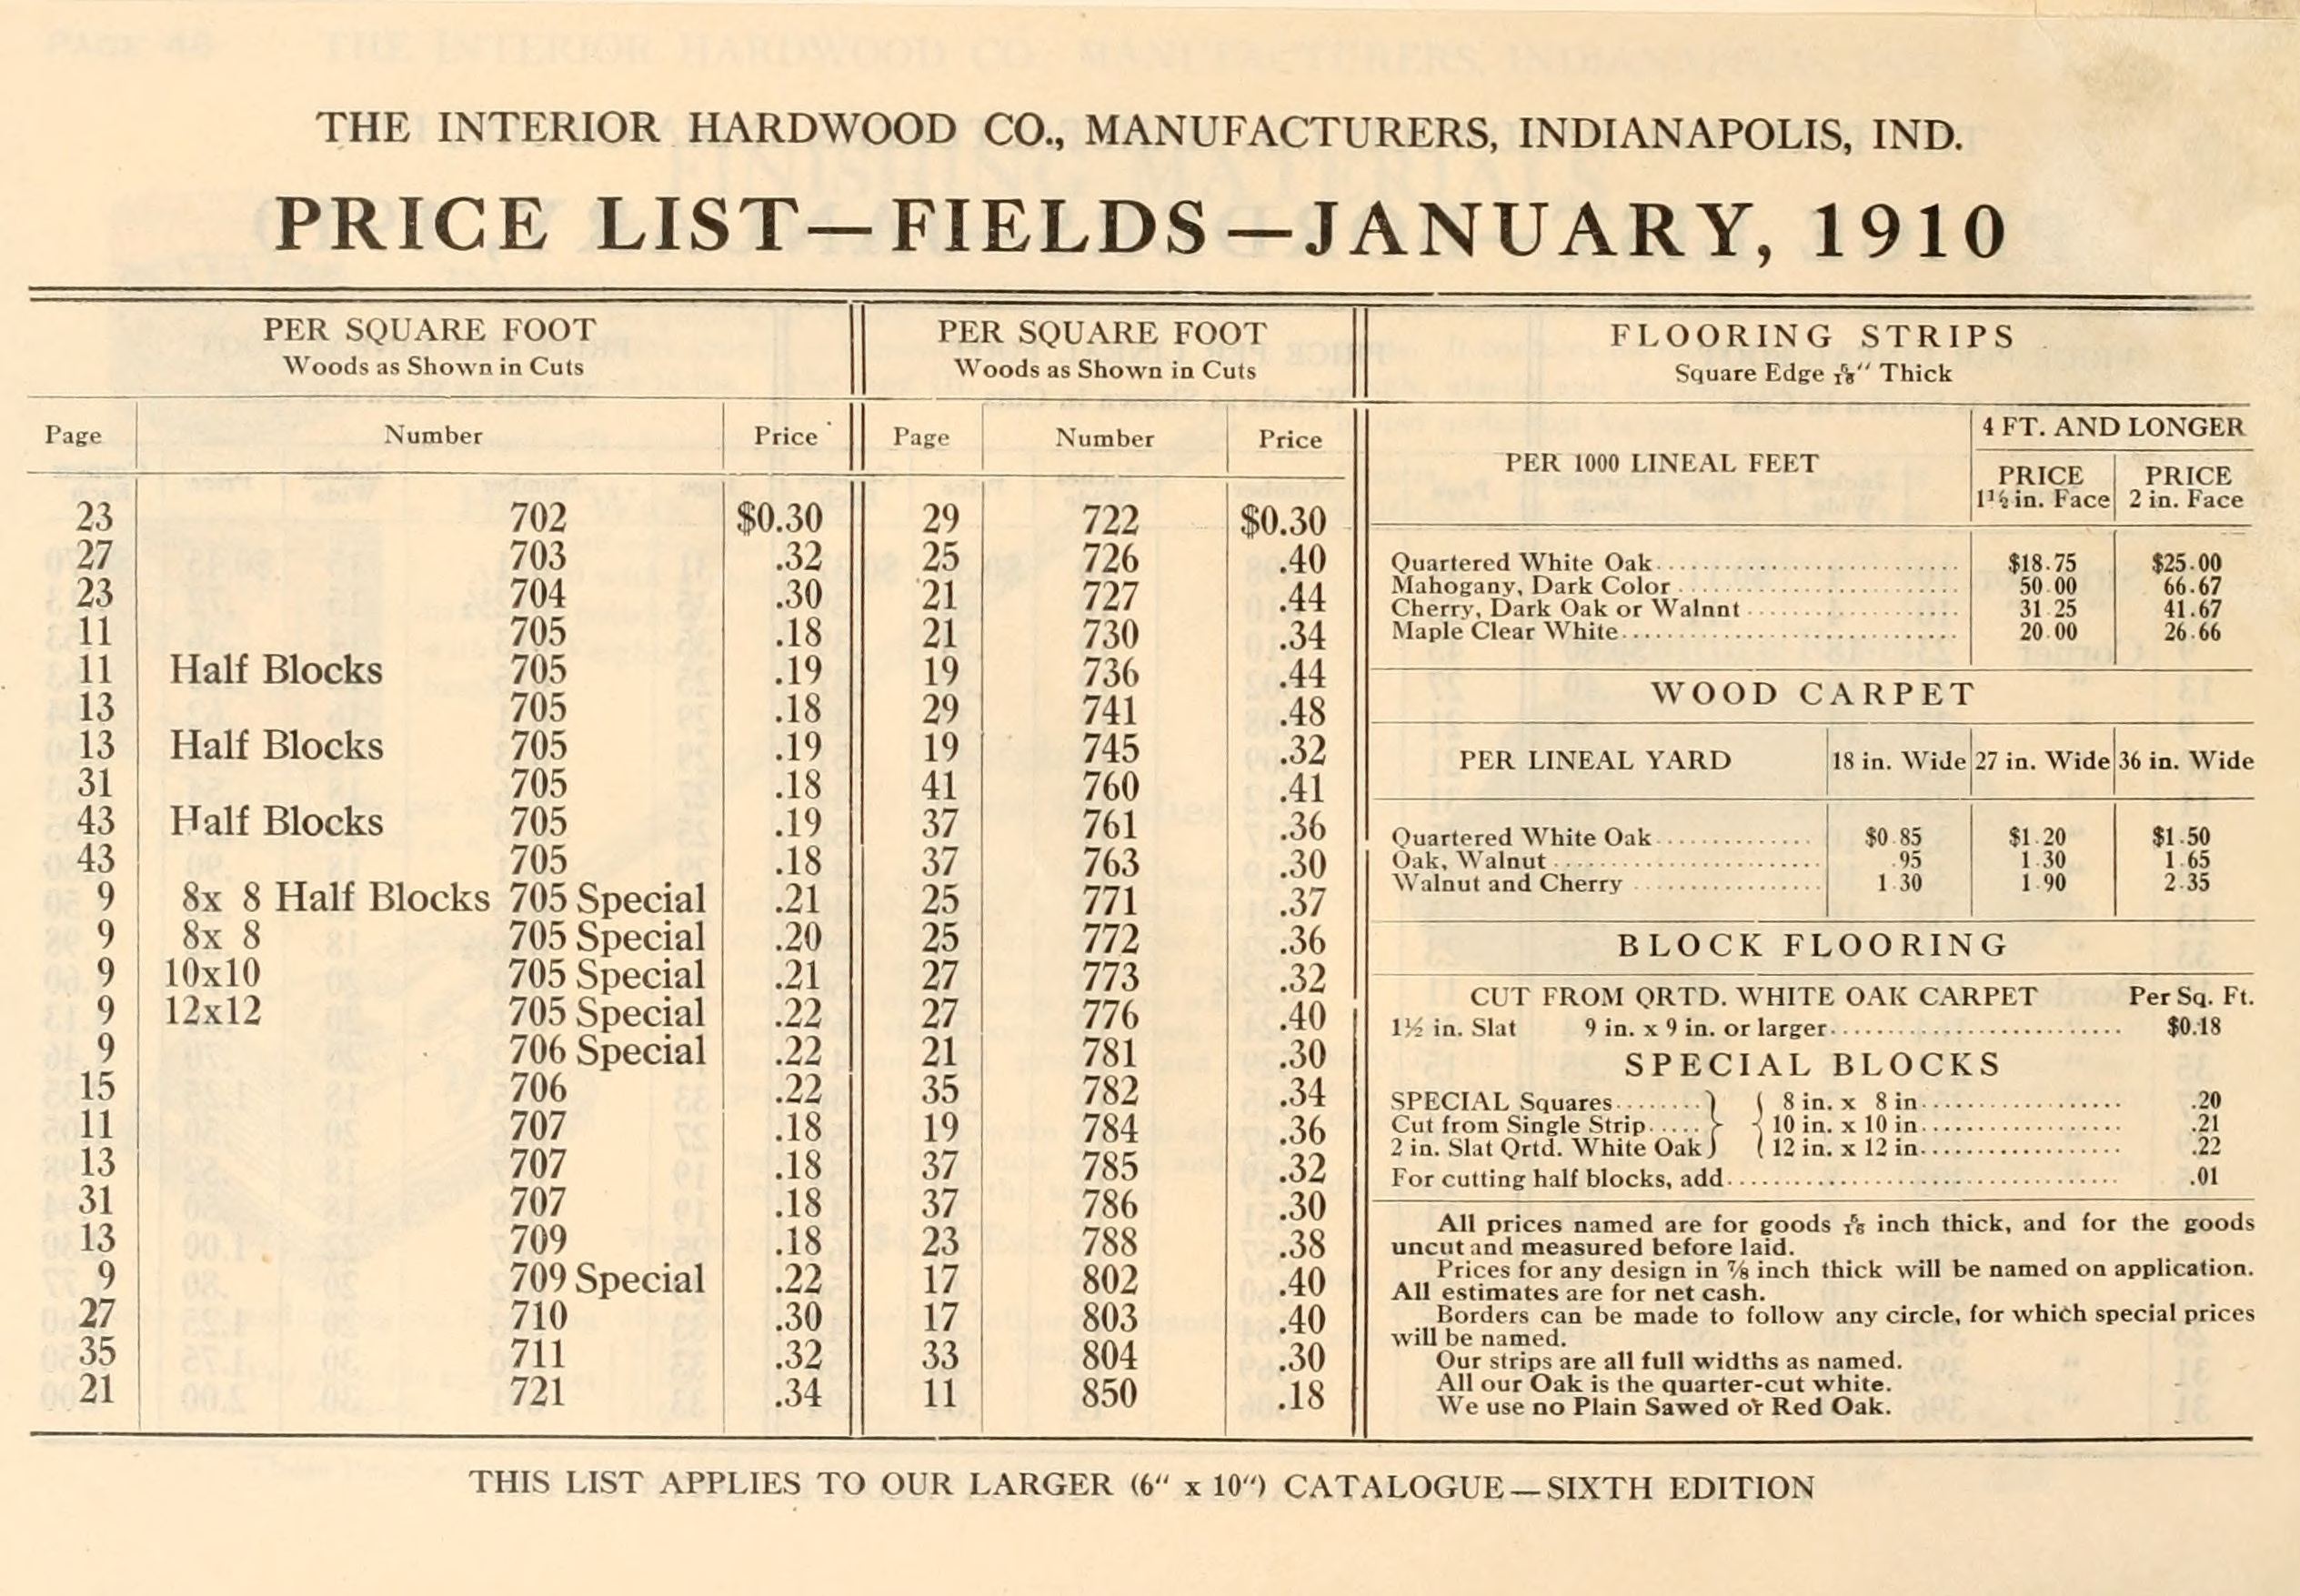 THE INTERIOR HARDWOOD CO., MANUFACTURERS, INDIANAPOLIS, IND.
PRICE LIST—FIELDS—JANUARY, 1910
PER SQUARE FOOT
Woods as Shown in Cuts
Page Number Price
23 702 $0.30
27 703 .32
23 704 .30
11 705 .18
11 Half Blocks 705 .19
13 705 .18
13 Half Blocks 705 .19
31 705 .18
43 Half Blocks 705 .19
43 705 .18
9 8x 8 Half Blocks 705 Special .21
9 8x 8 705 Special .20
9 10x10 705 Special .21
9 12x12 705 Special .22
9 706 Special .22
15 706 .22
11 707 .18
13 707 .18
31 707 .18
13 709 .18
9 709 Special .22
27 710 .30
35 711 .32
21 721 .34
PER SQUARE FOOT
Woods as Shown in Cuts
Page Number Price
29 722 $0.30
25 726 .40
21 727 .44
21 730 .34
19 736 .44
29 741 .48
19 745 .32
41 760 .41
37 761 .36
37 763 .30
25 771 .37
25 772 .36
27 773 .32
27 776 .40
21 781 .30
35 782 .34
19 784 .36
37 785 .32
37 786 .30
23 788 .38
17 802 .40
17 803 .40
33 804 .30
11 850 .18
FLOORING STRIPS
Square Edge 5/16" Thick
PER 1000 LINEAL FEET
4 FT. AND LONGER
PRICE 1½ in. Face PRICE 2 in. Face
Quartered White Oak $18.75 $25.00
Mahogany, Dark Color 50.00 66.67
Cherry, Dark Oak or Walnnt 31 25 41.67
Maple Clear White 20.00 26.66
WOOD CARPET
PER LINEAL YARD 18 in. Wide 27 in. Wide 36 in. Wide
Quartered White Oak $0.85 $1.20 $1.50
Oak, Walnut .95 1.30 1.65
Walnut and Cherry 1.30 1.90 2.35
BLOCK FLOORING
CUT FROM QRTD. WHITE OAK CARPET Per Sq. Ft.
1½ in. Slat 9 in. x 9 in. or larger $0.18
SPECIAL BLOCKS
SPECIAL Squares 8 in. x 8 in .20
Cut from Single Strip 10 in. x 10 in .21
2 in. Slat Qrtd. White Oak 12 in. x 12 in .22
For cutting half blocks, add .01
All prices named are for goods 5/16 inch thick, and for the goods
uncut and measured before laid.
Prices for any design in ⅞ inch thick will be named on application.
All estimates are for net cash.
Borders can be made to follow any circle, for which special prices
will be named.
Our strips are all full widths as named.
All our Oak is the quarter-cut white.
We use no Plain Sawed or Red Oak.
THIS LIST APPLIES TO OUR LARGER (6" x 10") CATALOGUE—SIXTH EDITION